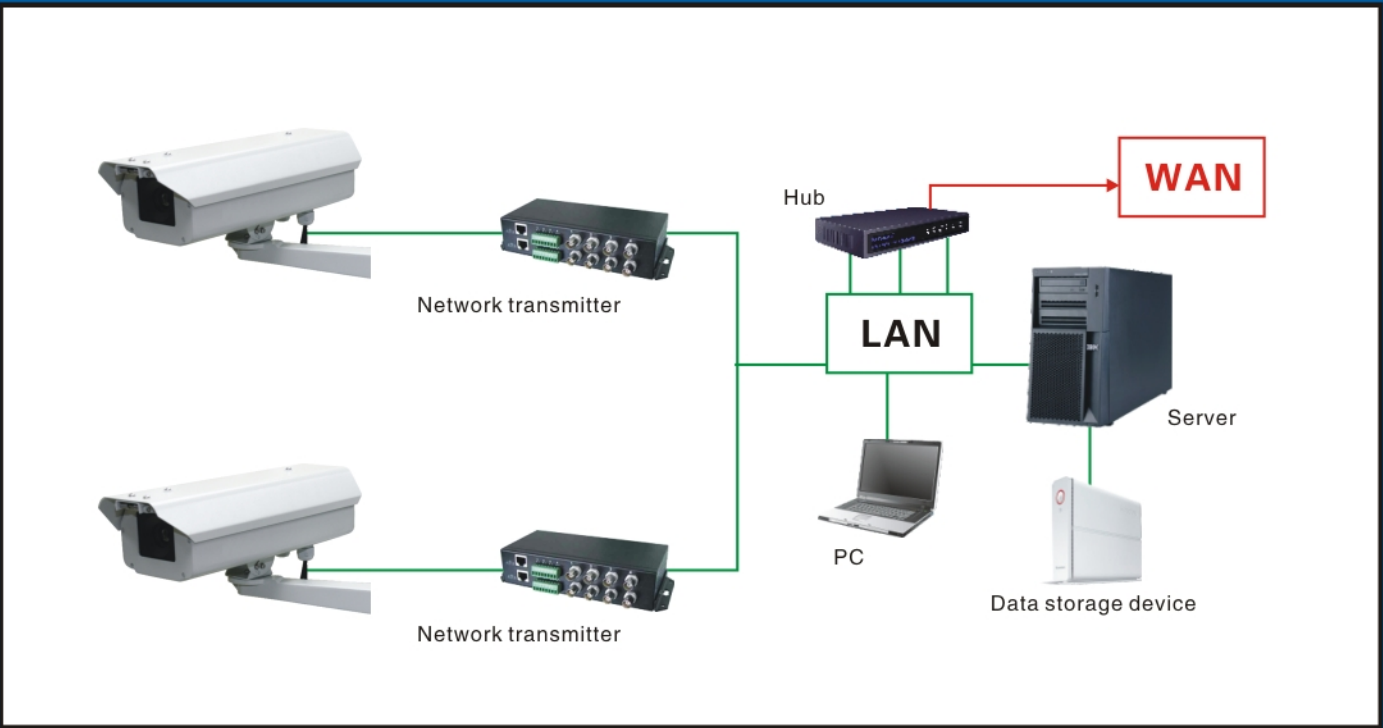 Hub
WAN
Network transmitter
LAN
Server
PC
Data storage device
Network transmitter